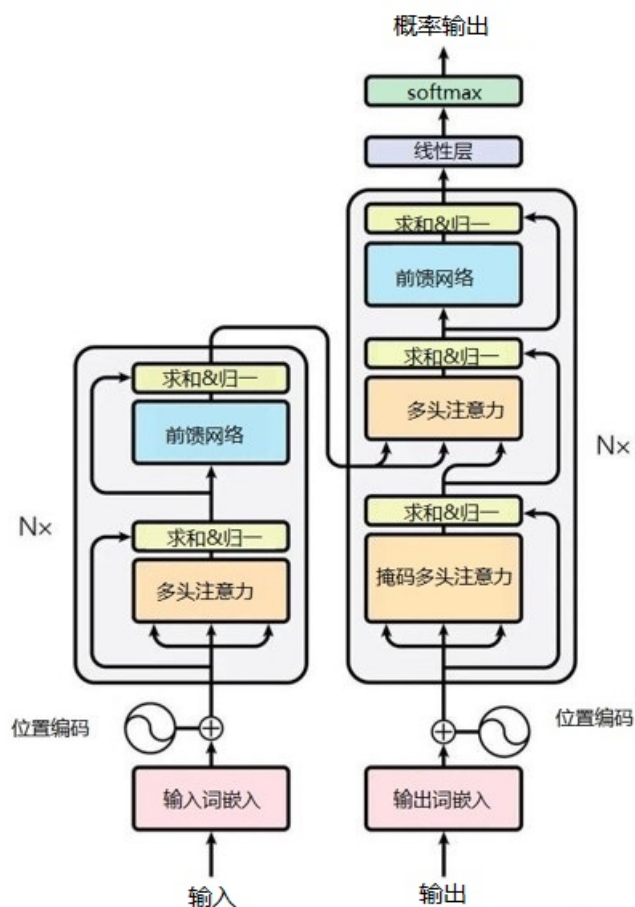 概率输出
softmax
线性层
求和&归一
前馈网络
求和&归一
多头注意力
求和&归一
掩码多头注意力
Nx
位置编码
输出词嵌入
输出
求和&归一
前馈网络
求和&归一
多头注意力
Nx
位置编码
输入词嵌入
输入